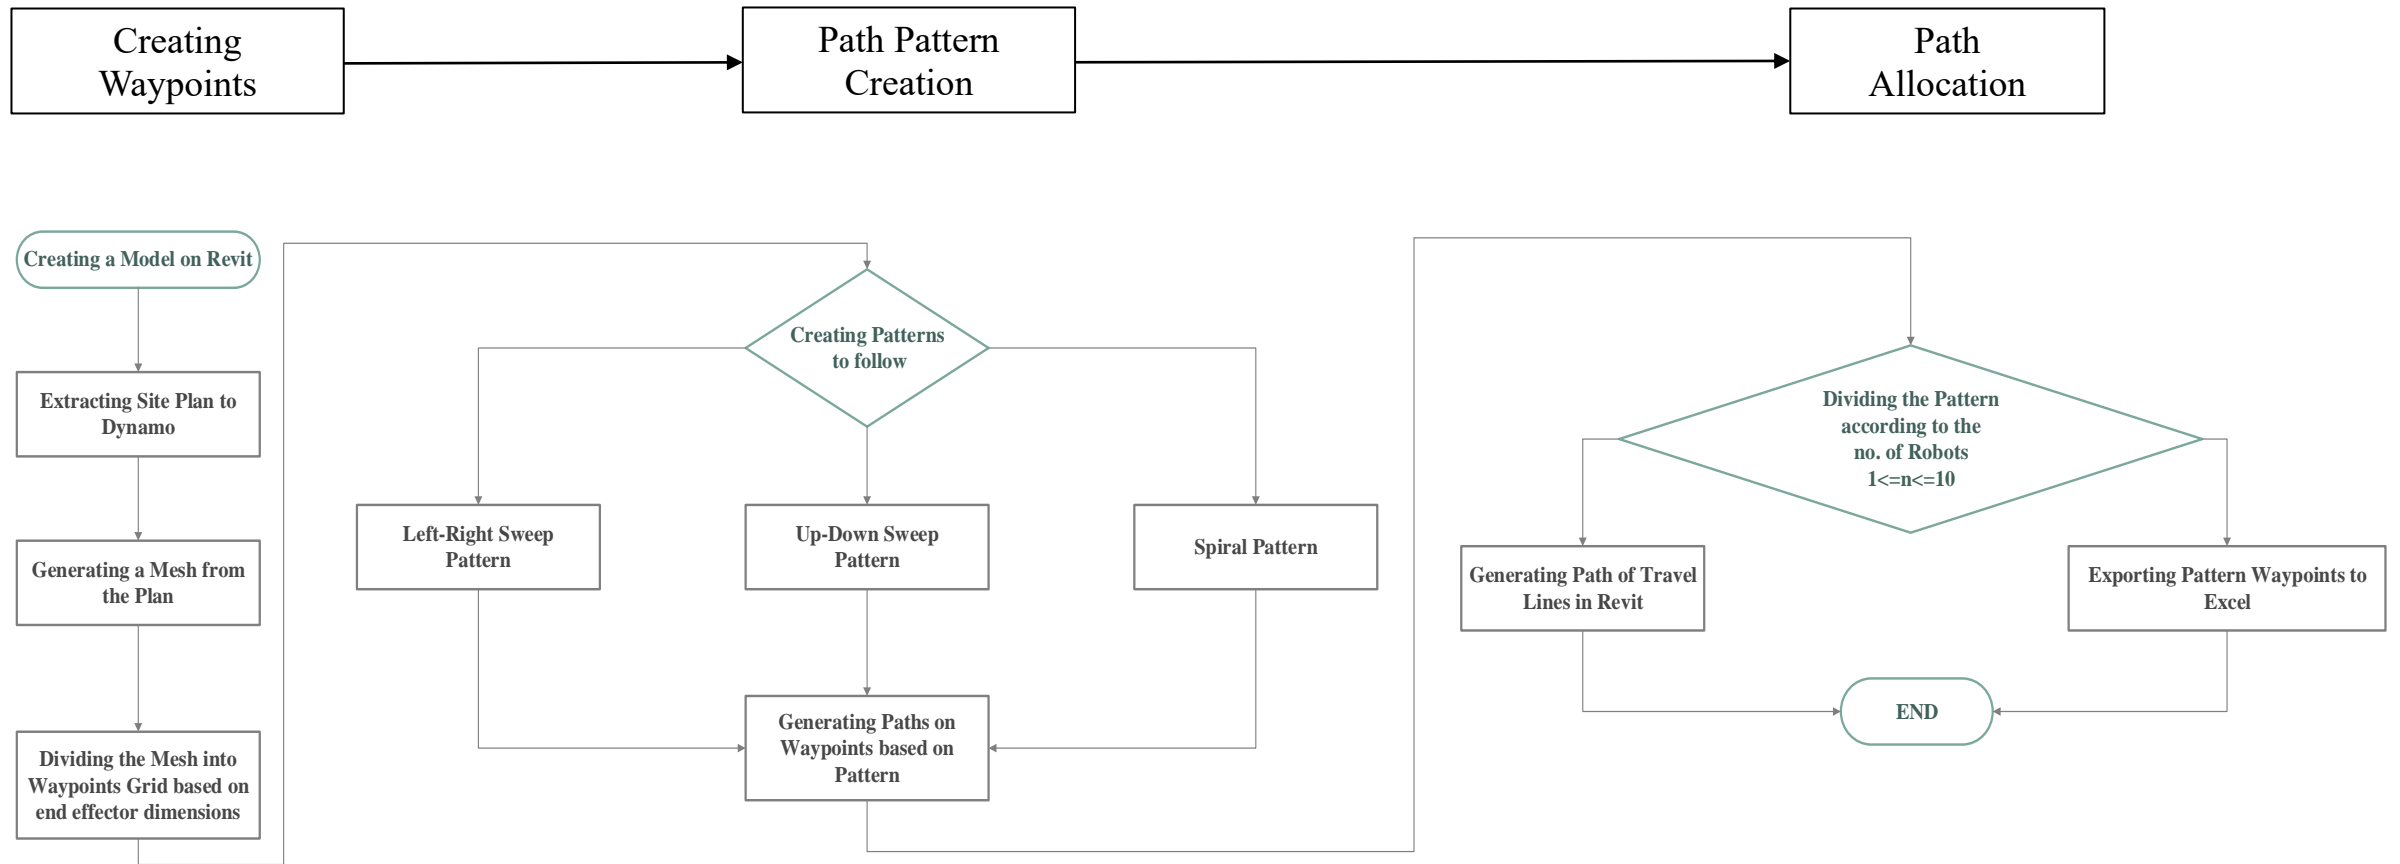 Creating
Waypoints
Path Pattern
Creation
Path
Allocation
Creating a Model on Revit
Extracting Site Plan to
Dynamo
Generating a Mesh from
the Plan
Dividing the Mesh into
Waypoints Grid based on
end effector dimensions
Creating Patterns
to follow
Left-Right Sweep
Pattern
Up-Down Sweep
Pattern
Spiral Pattern
Generating Paths on
Waypoints based on
Pattern
Dividing the Pattern
according to the
no. of Robots
1<=n<=10
Generating Path of Travel
Lines in Revit
Exporting Pattern Waypoints to
Excel
END